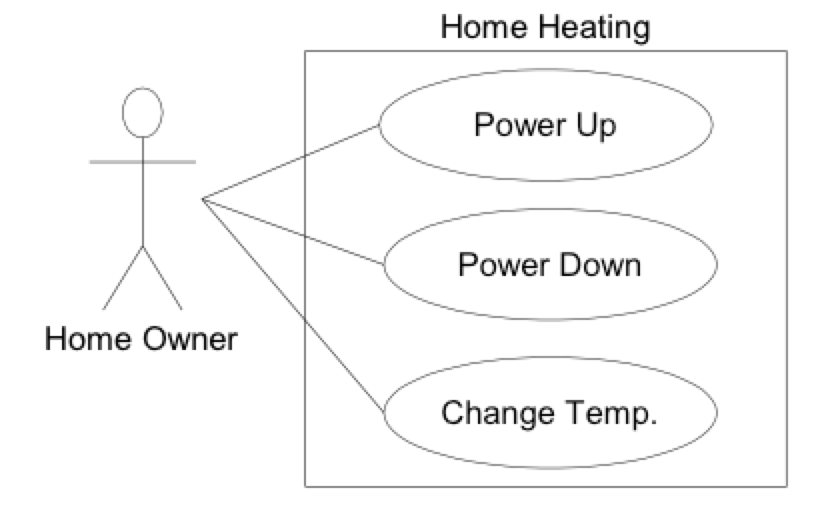 Home Heating
Power Up
Power Down
Home Owner
Change Temp.